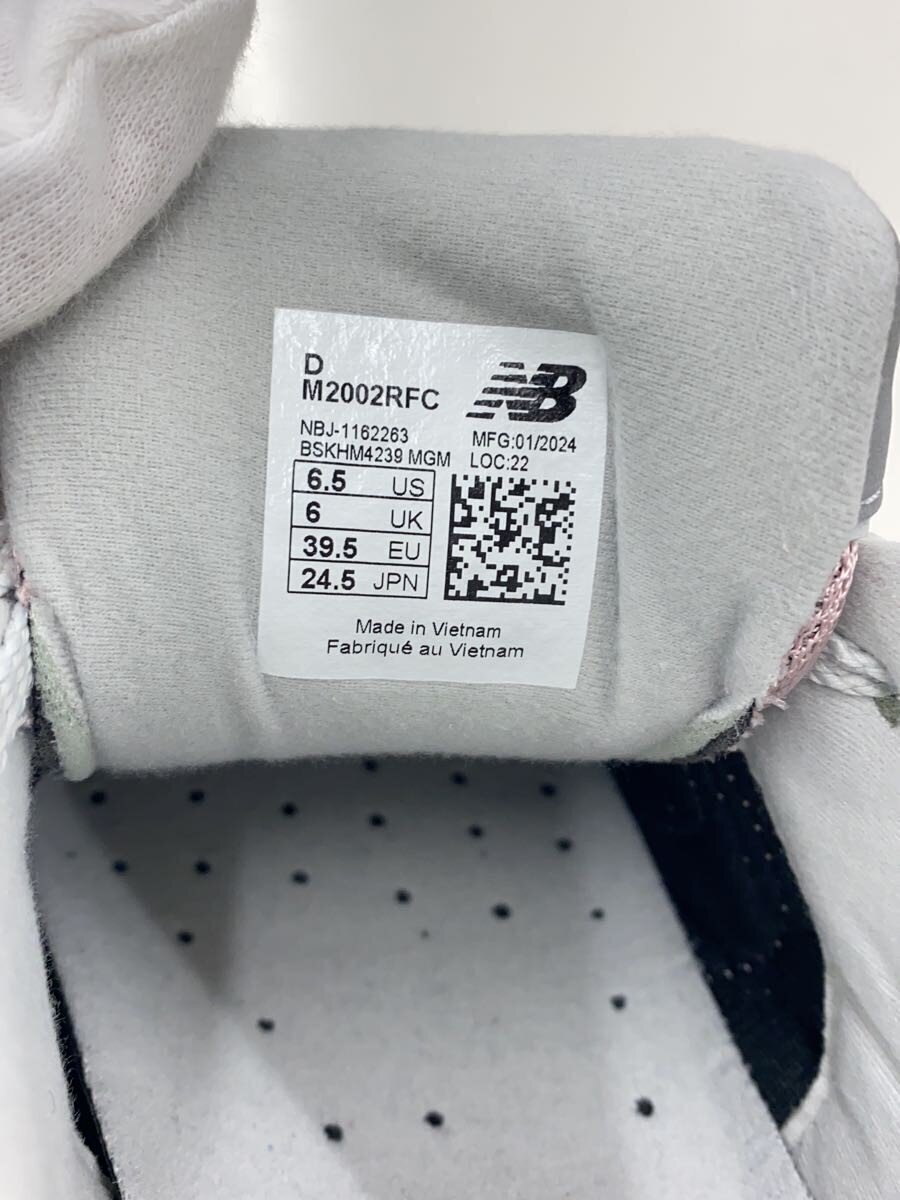 D
M2002RFC
NB
NBJ-1162263
BSKHM4239 MGM
MFG:01/2024
LOC:22
6.5 US
6 UK
39.5 EU
24.5 JPN
Made in Vietnam
Fabriqué au Vietnam